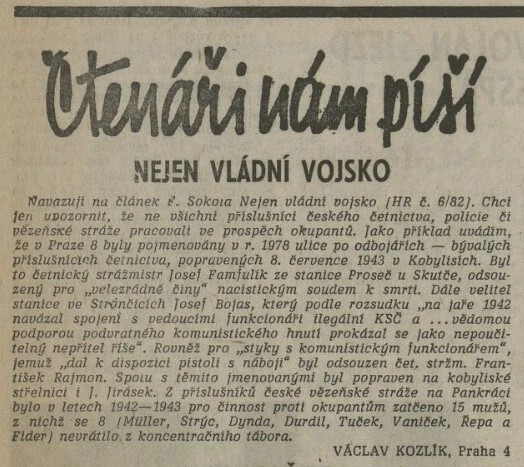 Čtenáři nám píší
NEJEN VLÁDNÍ VOJSKO
Navazuji na článek F. Sokola Nejen vládní vojsko (HR č. 6/82). Chci
jen upozornit, že ne všichni příslušníci českého četnictva, policie či
vězeňské stráže pracovali ve prospěch okupantů. Jako příklad uvádím,
že v Praze 8 byly pojmenovány v r. 1978 ulice po odbojářích — bývalých
příslušnících četnictva, popravených 8. července 1943 v Kobylisích. Byl
to četnický strážmistr Josef Famfulík ze stanice Proseč u Skutče, odsou-
zený pro „velezrádné činy" nacistickým soudem k smrti. Dále velitel
stanice ve Strančicích Josef Bojas, který podle rozsudku „na jaře 1942
navázal spojení s vedoucími funkcionáři ilegální KSČ a ...vědomou
podporou podvratného komunistického hnutí prokázal se jako nepouči-
telný nepřítel říše". Rovněž pro „styky s komunistickým funkcionářem",
jemuž „dal k dispozici pistoli s náboji" byl odsouzen čet. stržm. Fran-
tišek Rajmon. Spolu s těmito jmenovanými byl popraven na kobyliské
střelnici i J. Jirásek. Z příslušníků české vězeňské stráže na Pankráci
bylo v letech 1942—1943 pro činnost proti okupantům zatčeno 15 mužů,
z nichž se 8 (Müller, Strýc, Dynda, Durdil, Tuček, Vaníček, Řepa a
Fider) nevrátilo z koncentračního tábora.
VÁCLAV KOZLÍK, Praha 4